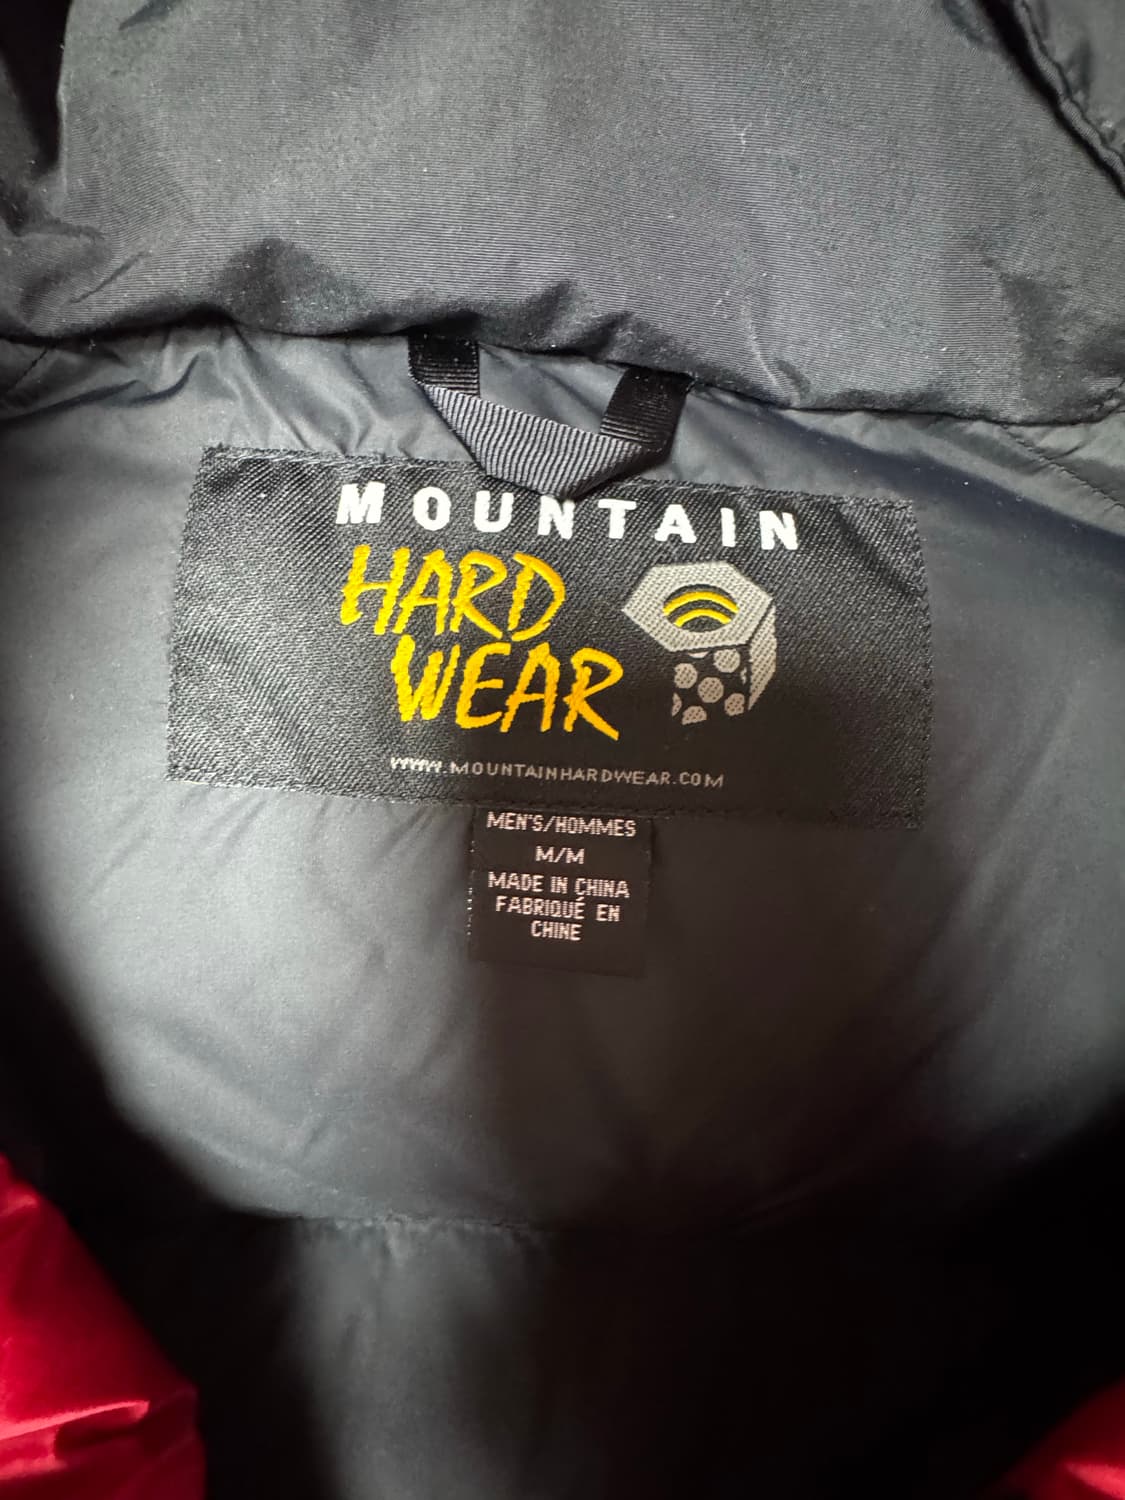 MOUNTAIN
HARD
WEAR
WWW.MOUNTAINHARDWEAR.COM
MEN'S/HOMMES
M/M
MADE IN CHINA
FABRIQUÉ EN
CHINE